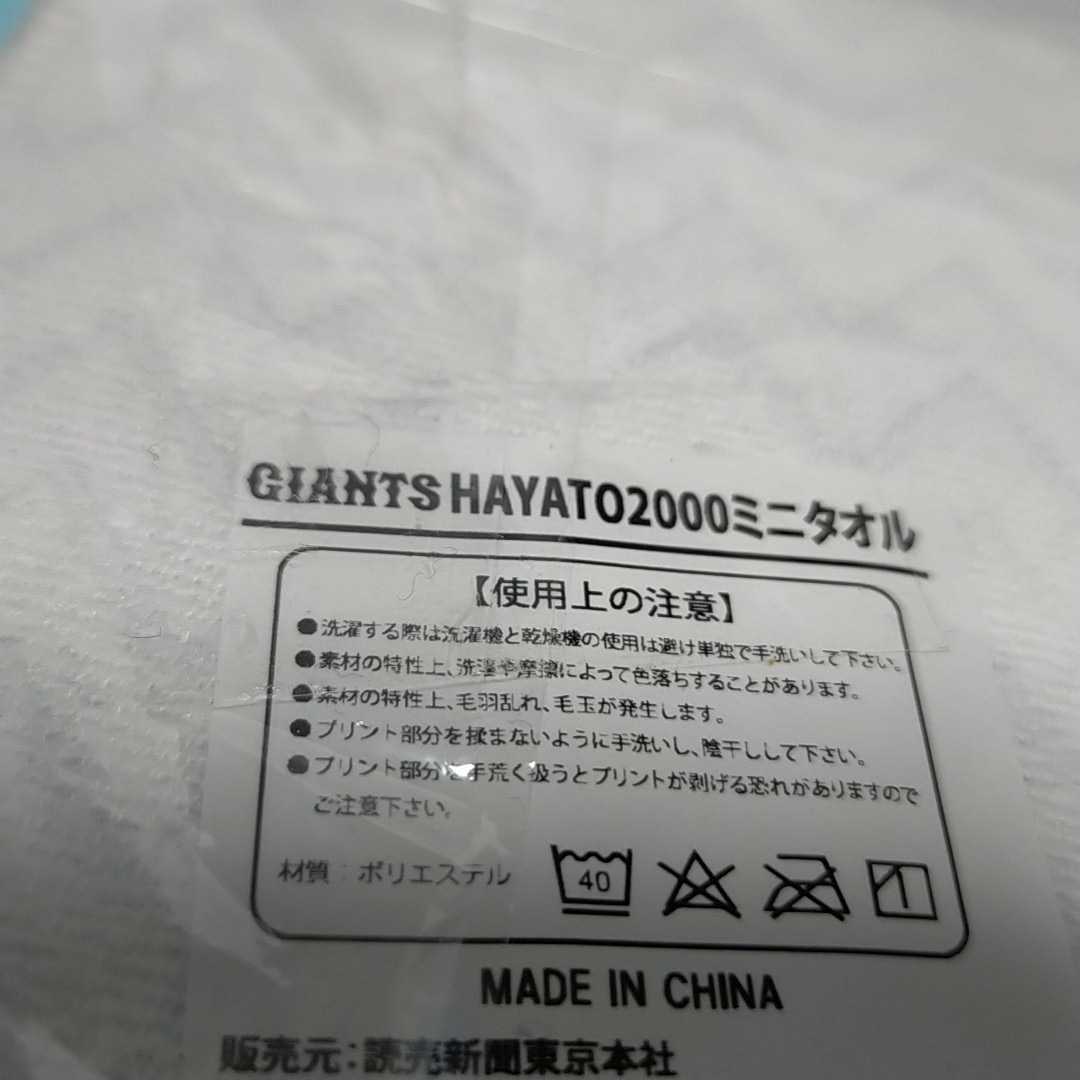 GIANTS HAYATO2000ミニタオル
【使用上の注意】
●洗濯する際は洗濯機と乾燥機の使用は避け単独で手洗いして下さい。
●素材の特性上、洗濯や摩擦によって色落ちすることがあります。
●素材の特性上、毛羽乱れ、毛玉が発生します。
●プリント部分を揉まないように手洗いし、陰干しして下さい。
●プリント部分を手荒く扱うとプリントが剥げる恐れがありますので
ご注意下さい。
材質：ポリエステル
40
MADE IN CHINA
販売元：読売新聞東京本社